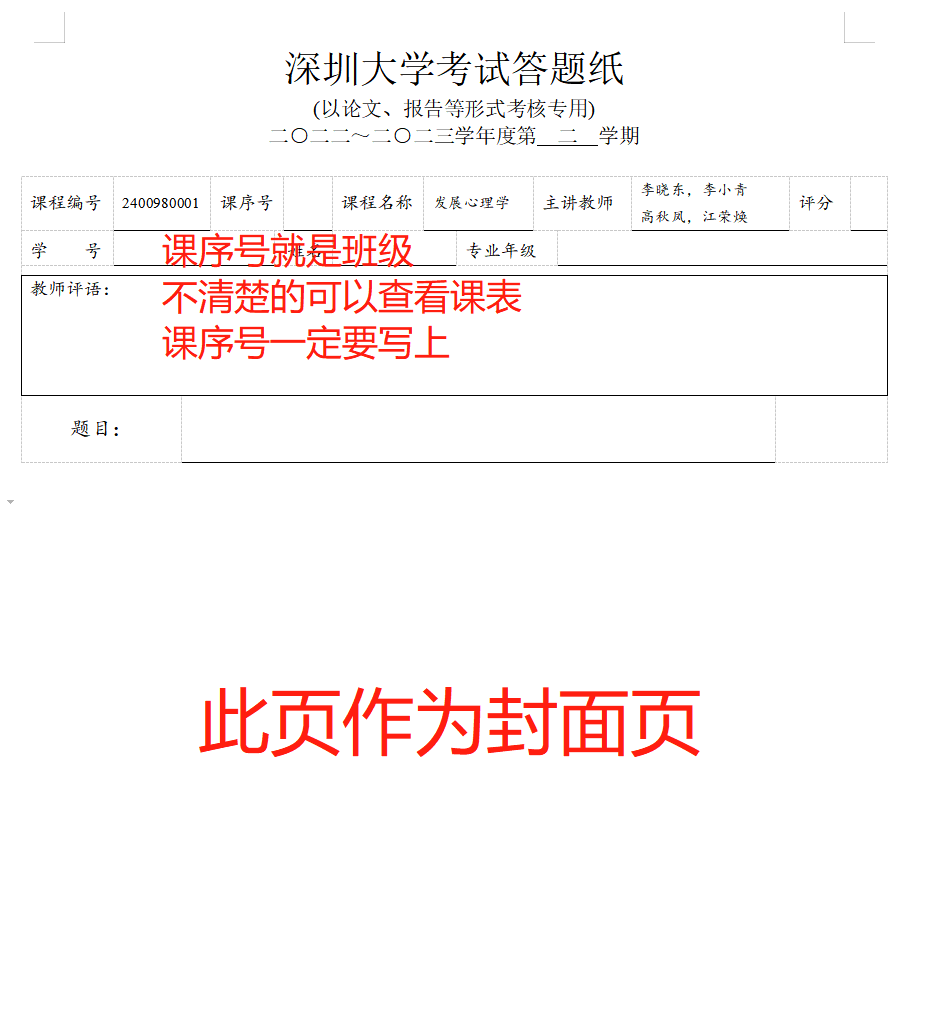 深圳大学考试答题纸
(以论文、报告等形式考核专用)
二〇二二～二〇二三学年度第 二 学期
课程编号 2400980001 课序号 课程名称 发展心理学 主讲教师 李晓东，李小青 高秋凤，江荣焕 评分
学 号 姓名 专业年级
课序号就是班级
教师评语：
不清楚的可以查看课表
课序号一定要写上
题目：
此页作为封面页